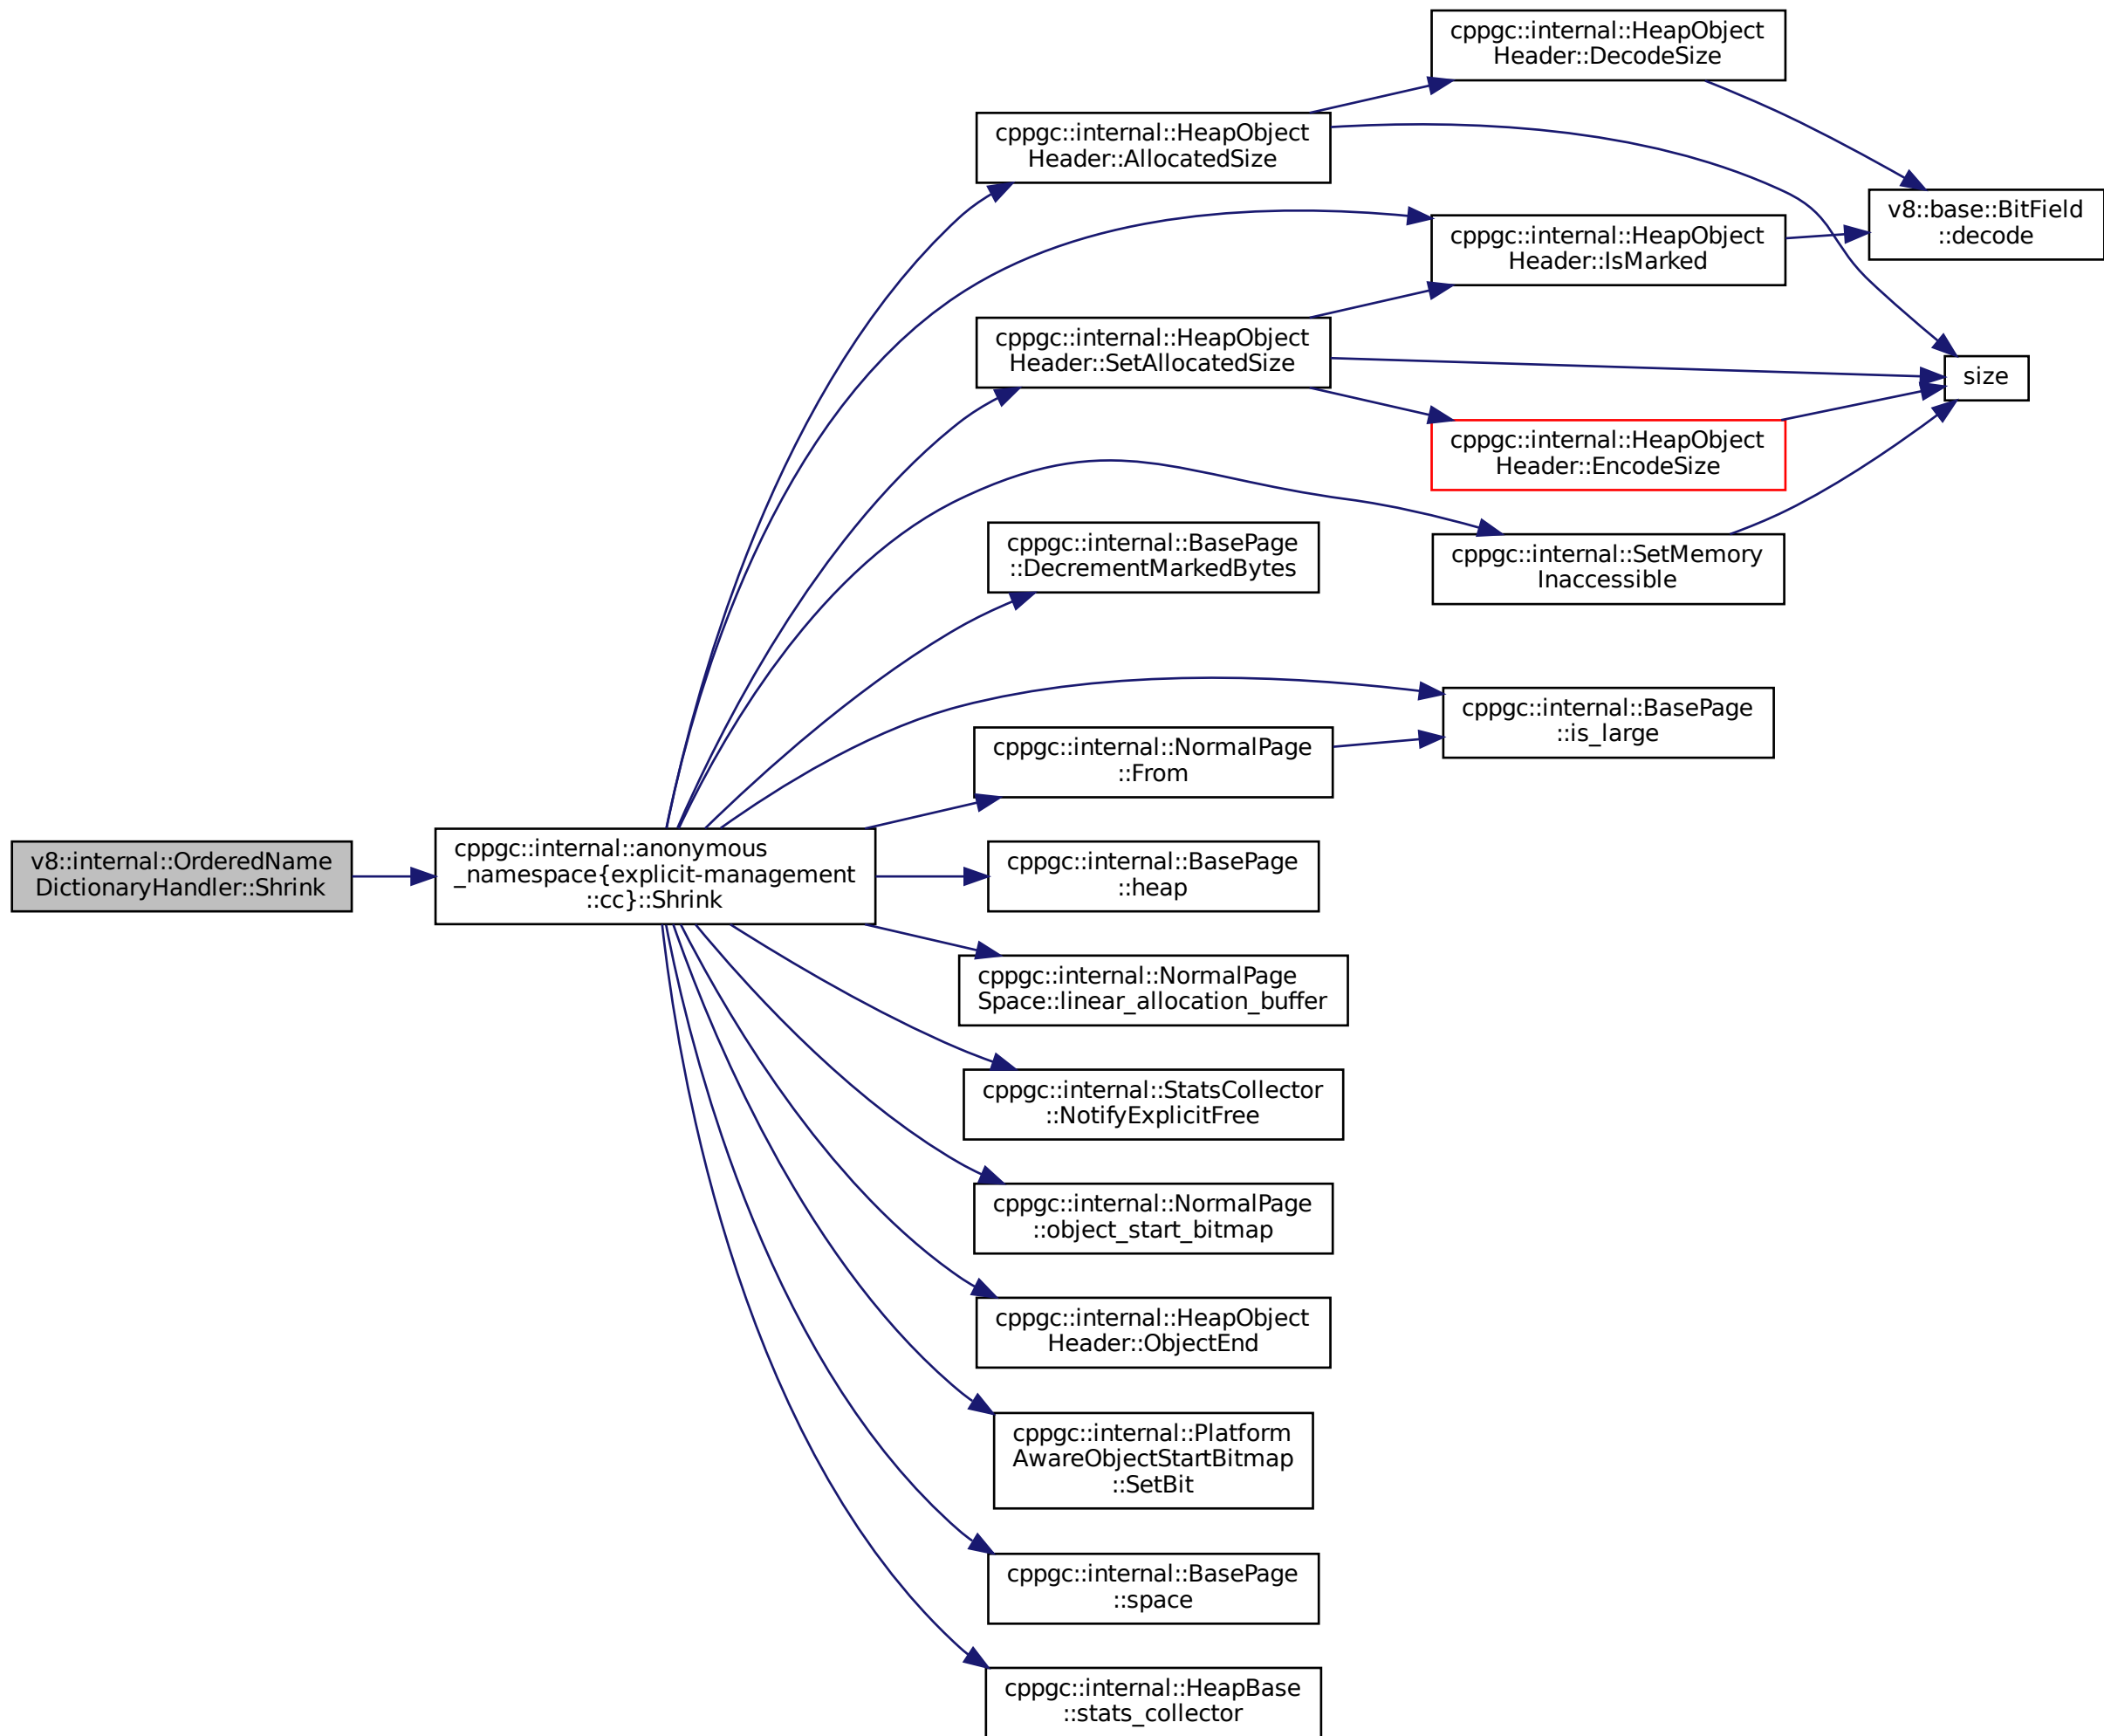 v8::internal::OrderedName
DictionaryHandler::Shrink
cppgc::internal::anonymous
_namespace{explicit-management
::cc}::Shrink
cppgc::internal::HeapObject
Header::AllocatedSize
cppgc::internal::HeapObject
Header::DecodeSize
v8::base::BitField
::decode
size
cppgc::internal::HeapObject
Header::IsMarked
cppgc::internal::HeapObject
Header::SetAllocatedSize
cppgc::internal::HeapObject
Header::EncodeSize
cppgc::internal::SetMemory
Inaccessible
cppgc::internal::BasePage
::DecrementMarkedBytes
cppgc::internal::BasePage
::is_large
cppgc::internal::NormalPage
::From
cppgc::internal::BasePage
::heap
cppgc::internal::NormalPage
Space::linear_allocation_buffer
cppgc::internal::StatsCollector
::NotifyExplicitFree
cppgc::internal::NormalPage
::object_start_bitmap
cppgc::internal::HeapObject
Header::ObjectEnd
cppgc::internal::Platform
AwareObjectStartBitmap
::SetBit
cppgc::internal::BasePage
::space
cppgc::internal::HeapBase
::stats_collector